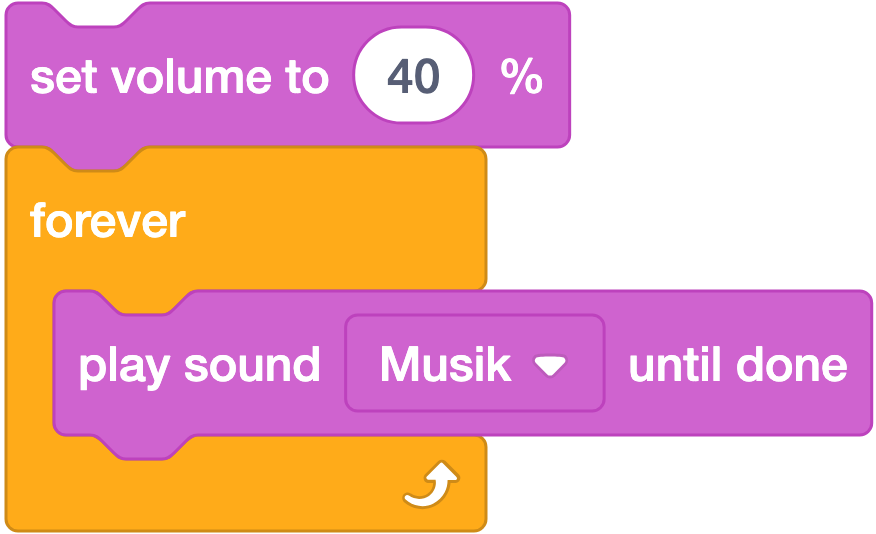 set volume to 40 %
forever
play sound Musik until done